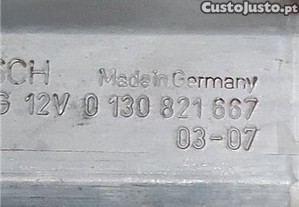 CustoJusto.pt
SCH Made in Germany
G 12V 0 130 821 667
03-07